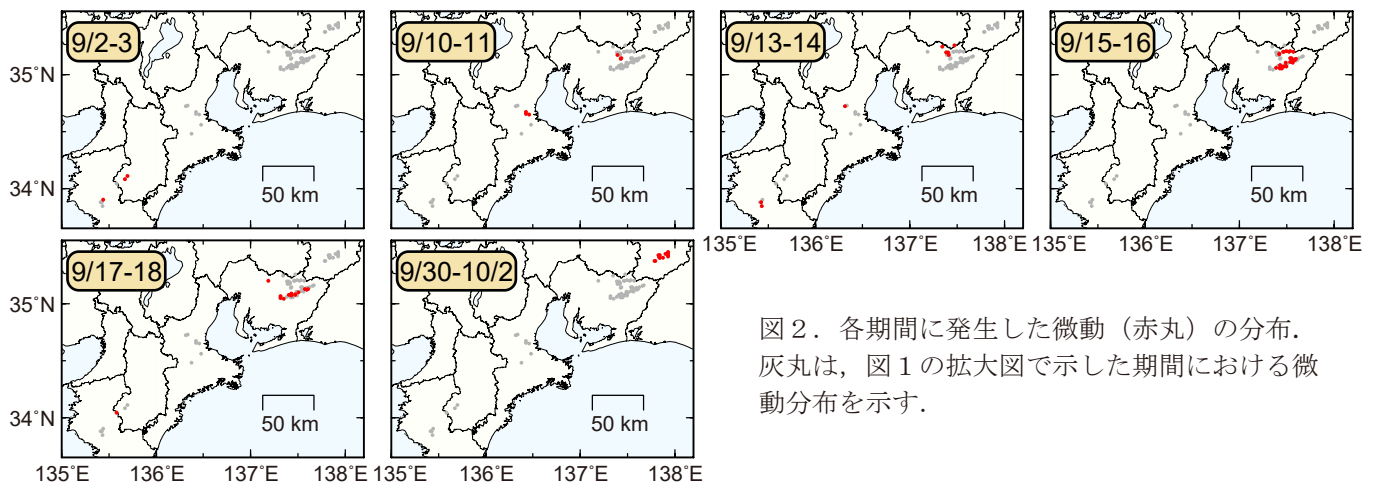 9/2-3
9/10-11
9/13-14
9/15-16
35˚N
34˚N
50 km
50 km
50 km
50 km
135˚E
136˚E
137˚E
138˚E
135˚E
136˚E
137˚E
138˚E
9/17-18
9/30-10/2
35˚N
34˚N
50 km
50 km
135˚E
136˚E
137˚E
138˚E
135˚E
136˚E
137˚E
138˚E
図２．各期間に発生した微動（赤丸）の分布．
灰丸は，図１の拡大図で示した期間における微
動分布を示す．